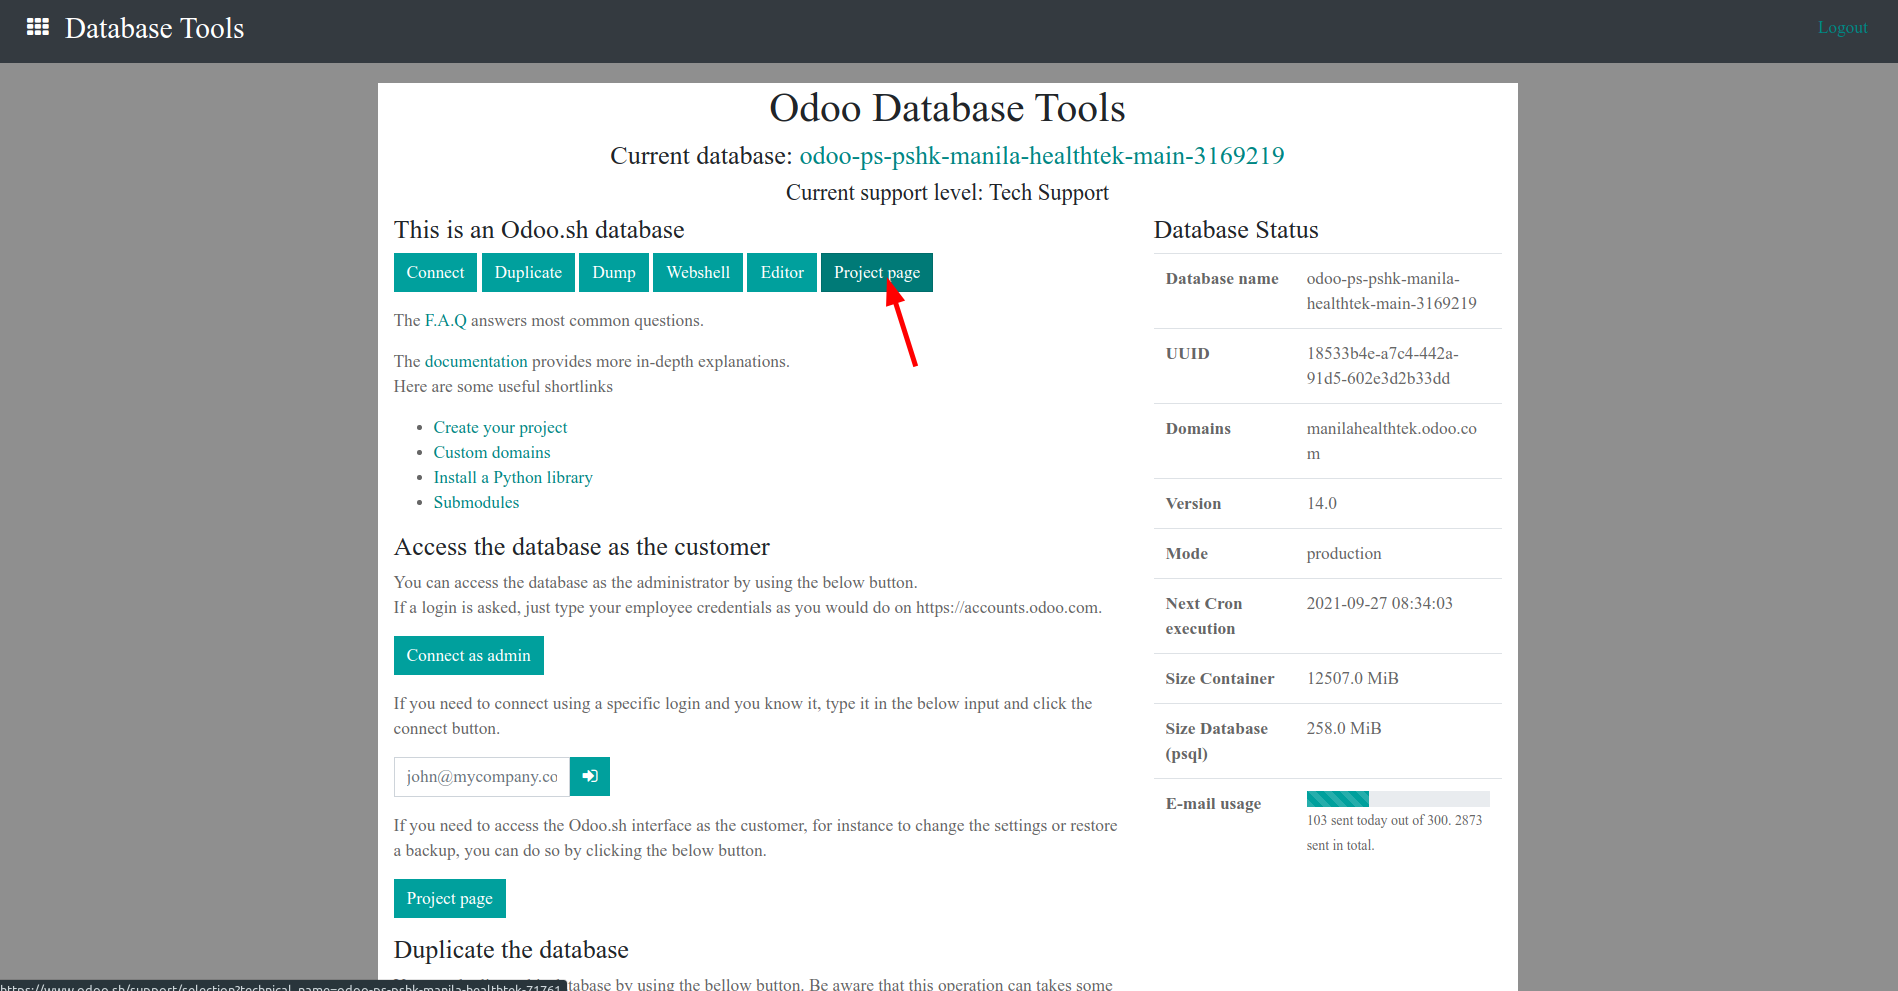 Database Tools
Logout
Odoo Database Tools
Current database: odoo-ps-pshk-manila-healthtek-main-3169219
Current support level: Tech Support
This is an Odoo.sh database
Connect
Duplicate
Dump
Webshell
Editor
Project page
The F.A.Q answers most common questions.
The documentation provides more in-depth explanations.
Here are some useful shortlinks
Create your project
Custom domains
Install a Python library
Submodules
Access the database as the customer
You can access the database as the administrator by using the below button.
If a login is asked, just type your employee credentials as you would do on https://accounts.odoo.com.
Connect as admin
If you need to connect using a specific login and you know it, type it in the below input and click the
connect button.
john@mycompany.co
If you need to access the Odoo.sh interface as the customer, for instance to change the settings or restore
a backup, you can do so by clicking the below button.
Project page
Duplicate the database
tabase by using the bellow button. Be aware that this operation can takes some
https://www.odoo.sh/support/selection?technical_name=odoo-ps-pshk-manila-healthtek-71761
Database Status
Database name
odoo-ps-pshk-manila-
healthtek-main-3169219
UUID
18533b4e-a7c4-442a-
91d5-602e3d2b33dd
Domains
manilahealthtek.odoo.co
m
Version
14.0
Mode
production
Next Cron
execution
2021-09-27 08:34:03
Size Container
12507.0 MiB
Size Database
(psql)
258.0 MiB
E-mail usage
103 sent today out of 300. 2873
sent in total.